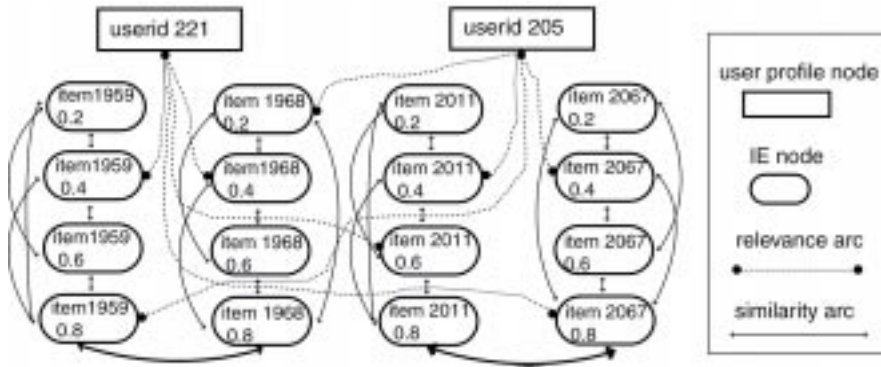 userid 221
userid 205
user profile node
IE node
relevance arc
similarity arc
item1959
0.2
item 1968
0.2
item 2011
0.2
item 2067
0.2
item1959
0.4
item1968
0.4
item 2011
0.4
item 2067
0.4
item1959
0.6
item 1968
0.6
item 2011
0.6
item 2067
0.6
item1959
0.8
item 1968
0.8
item 2011
0.8
item 2067
0.8